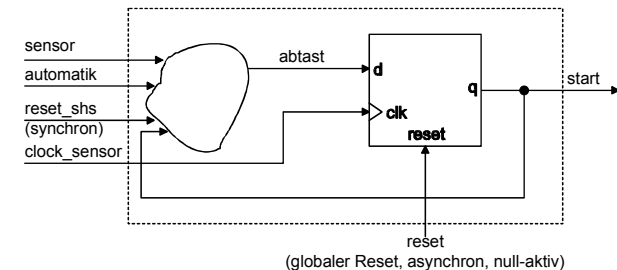 sensor
automatik
reset_shs
(synchron)
clock_sensor
abtast
d
clk
reset
q
start
reset
(globaler Reset, asynchron, null-aktiv)